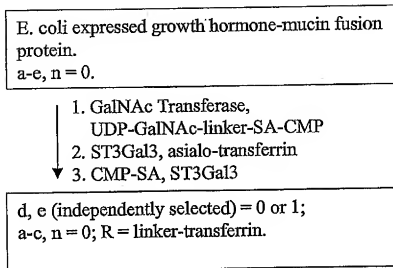 E. coli expressed growth hormone-mucin fusion
protein.
a-e, n = 0.
1. GalNAc Transferase,
UDP-GalNAc-linker-SA-CMP
2. ST3Gal3, asialo-transferrin
3. CMP-SA, ST3Gal3
d, e (independently selected) = 0 or 1;
a-c, n = 0; R = linker-transferrin.